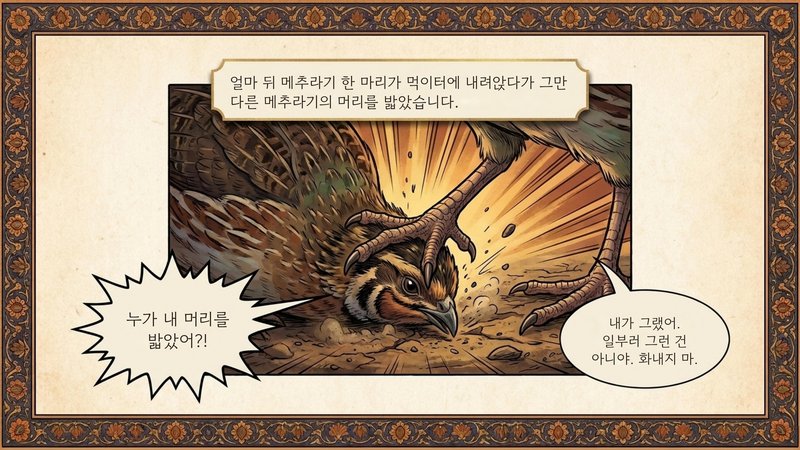 얼마 뒤 메추라기 한 마리가 먹이터에 내려앉다가 그만
다른 메추라기의 머리를 밟았습니다.
누가 내 머리를
밟았어?!
내가 그랬어.
일부러 그런 건
아니야. 화내지 마.